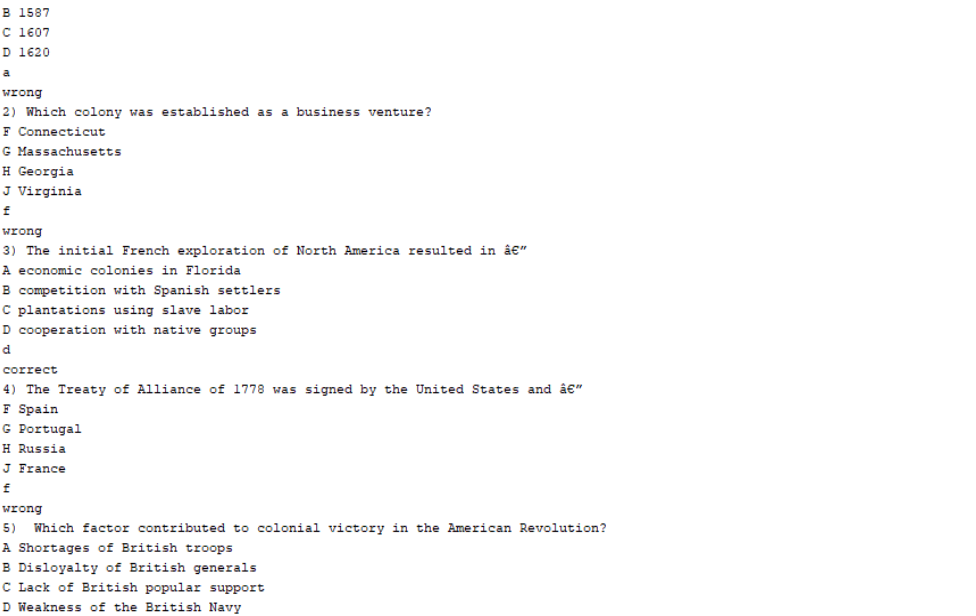 B 1587
C 1607
D 1620
a
wrong
2) Which colony was established as a business venture?
F Connecticut
G Massachusetts
H Georgia
J Virginia
f
wrong
3) The initial French exploration of North America resulted in â€”
A economic colonies in Florida
B competition with Spanish settlers
C plantations using slave labor
D cooperation with native groups
d
correct
4) The Treaty of Alliance of 1778 was signed by the United States and â€”
F Spain
G Portugal
H Russia
J France
f
wrong
5)  Which factor contributed to colonial victory in the American Revolution?
A Shortages of British troops
B Disloyalty of British generals
C Lack of British popular support
D Weakness of the British Navy